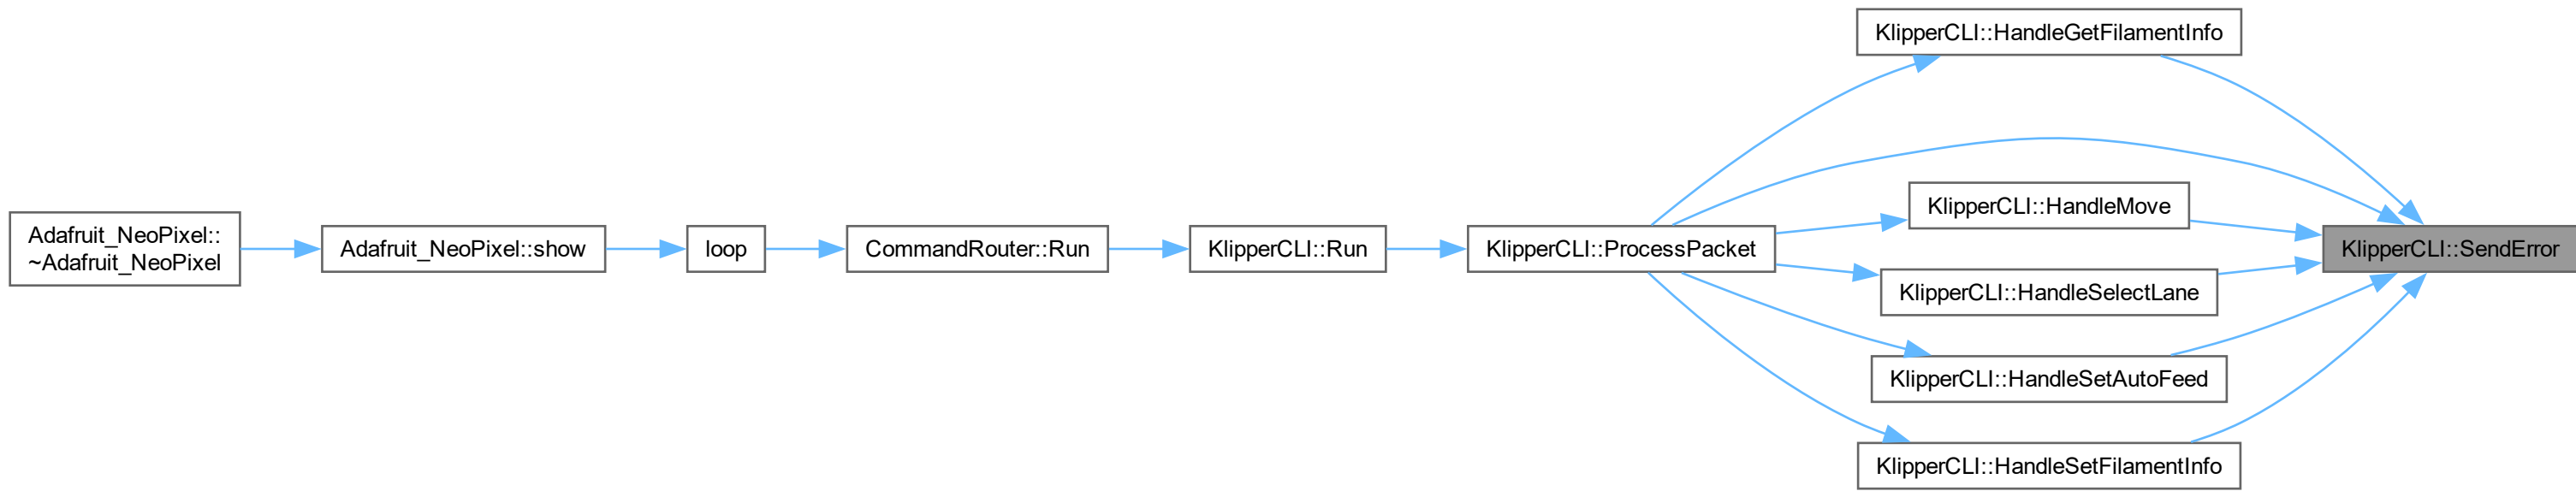 Adafruit_NeoPixel::
~Adafruit_NeoPixel
Adafruit_NeoPixel::show
loop
CommandRouter::Run
KlipperCLI::Run
KlipperCLI::ProcessPacket
KlipperCLI::HandleGetFilamentInfo
KlipperCLI::HandleMove
KlipperCLI::HandleSelectLane
KlipperCLI::HandleSetAutoFeed
KlipperCLI::HandleSetFilamentInfo
KlipperCLI::SendError